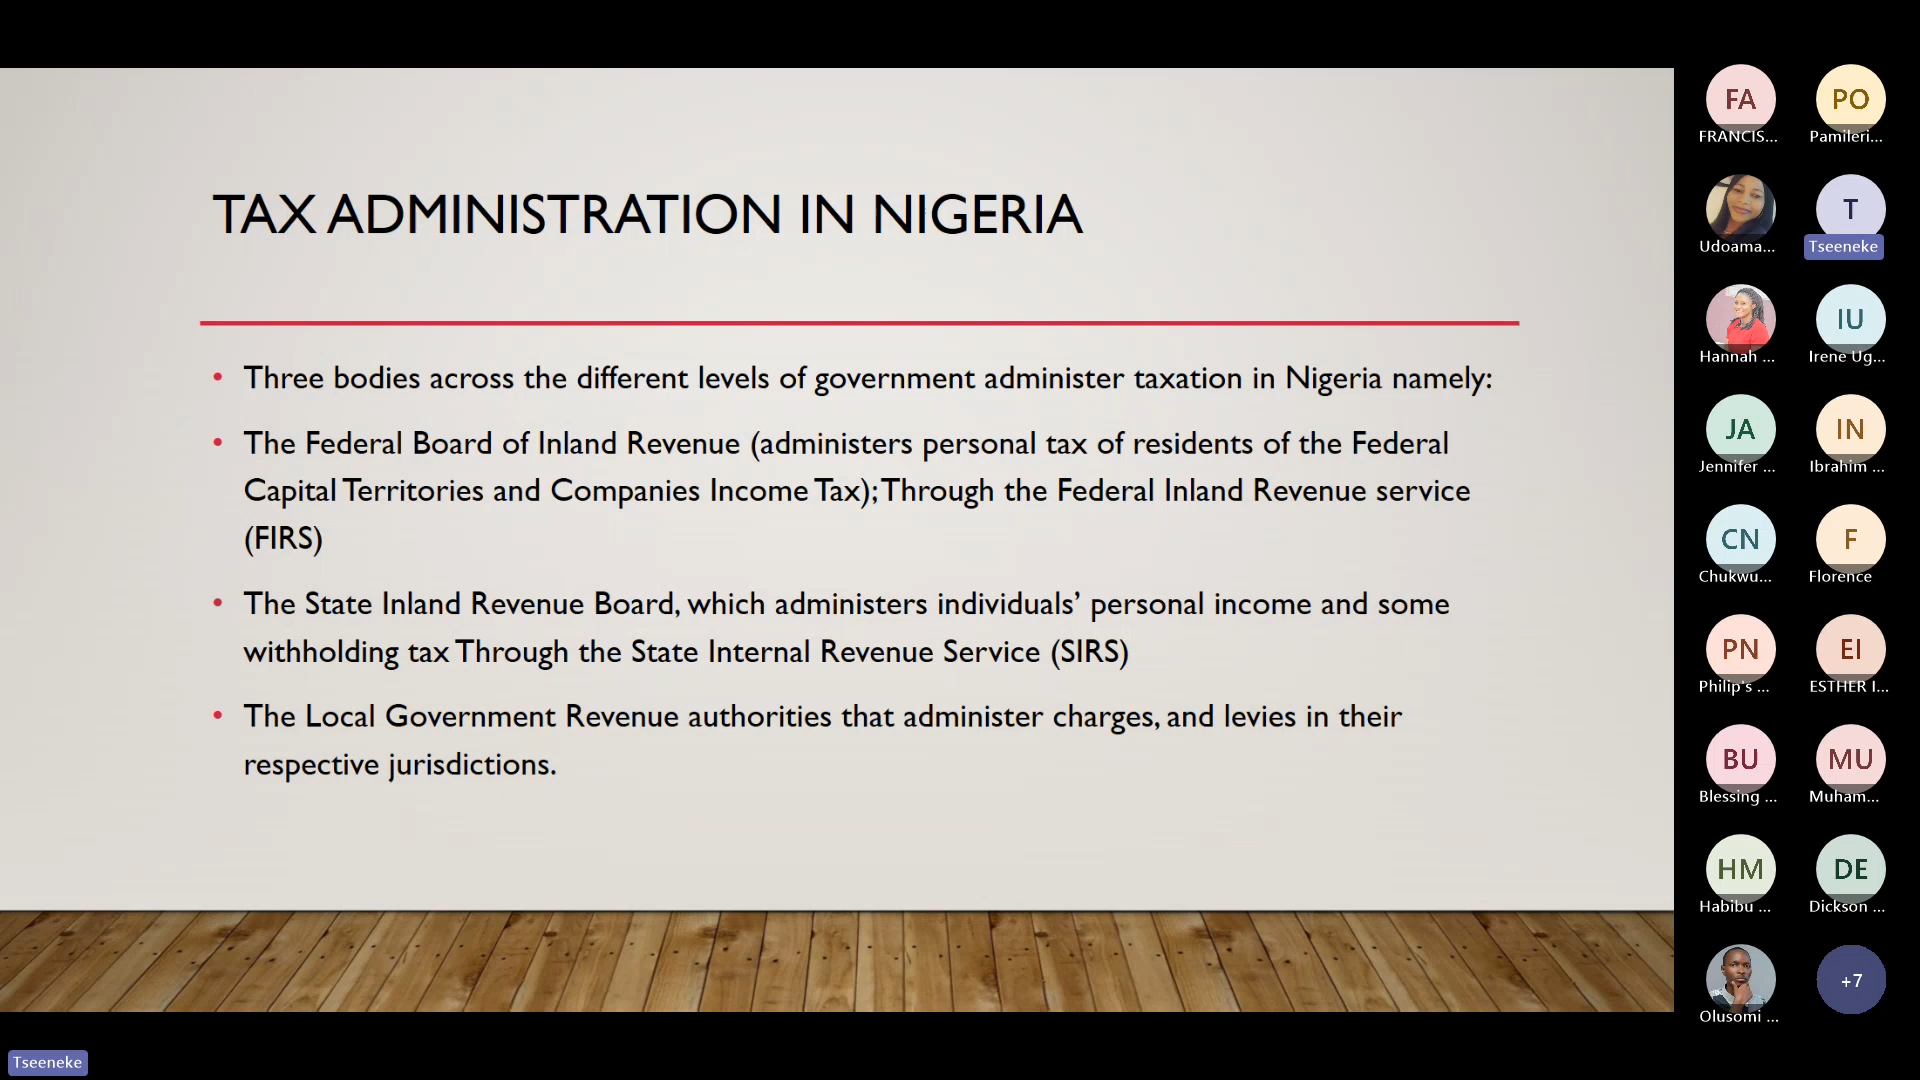 TAX ADMINISTRATION IN NIGERIA
• Three bodies across the different levels of government administer taxation in Nigeria namely:
• The Federal Board of Inland Revenue (administers personal tax of residents of the Federal
Capital Territories and Companies Income Tax); Through the Federal Inland Revenue service
(FIRS)
• The State Inland Revenue Board, which administers individuals’ personal income and some
withholding tax Through the State Internal Revenue Service (SIRS)
• The Local Government Revenue authorities that administer charges, and levies in their
respective jurisdictions.
FA PO
FRANCIS... Pamileri...
T
Udoama... Tseeneke
IU
Hannah ... Irene Ug...
JA IN
Jennifer ... Ibrahim ...
CN F
Chukwu... Florence
PN EI
Philip's ... ESTHER I...
BU MU
Blessing ... Muham...
HM DE
Habibu ... Dickson ...
+7
Olusomi ...
Tseeneke